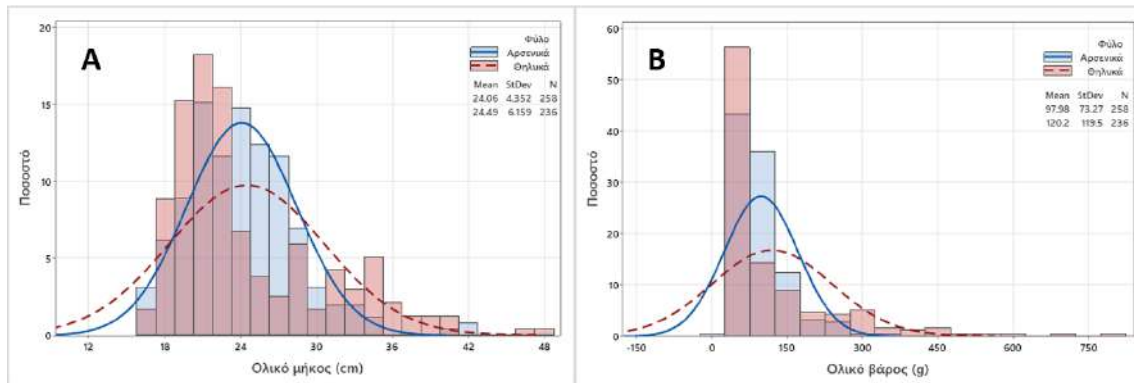 A
Φύλο
Αρσενικά
Θηλυκά
Mean StDev N
24.06 4.352 258
24.49 6.159 236
20
15
10
5
0
Ποσοστό
12 18 24 30 36 42 48
Ολικό μήκος (cm)
B
Φύλο
Αρσενικά
Θηλυκά
Mean StDev N
97.98 73.27 258
120.2 119.5 236
60
50
40
30
20
10
0
Ποσοστό
-150 0 150 300 450 600 750
Ολικό βάρος (g)